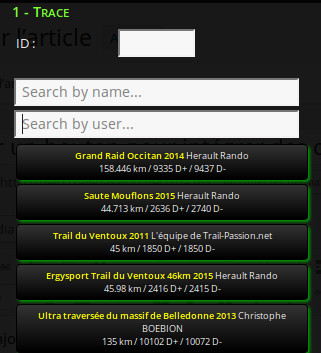 1 - Trace
r l'article
ID :
Search by name...
Search by user...
Grand Raid Occitan 2014 Herault Rando
158.446 km / 9335 D+ / 9437 D-
Saute Mouflons 2015 Herault Rando
44.713 km / 2636 D+ / 2740 D-
Trail du Ventoux 2011 L'équipe de Trail-Passion.net
45 km / 1850 D+ / 1850 D-
Ergysport Trail du Ventoux 46km 2015 Herault Rando
45.98 km / 2416 D+ / 2415 D-
Ultra traversée du massif de Belledonne 2013 Christophe
BOEBION
135 km / 10102 D+ / 10072 D-